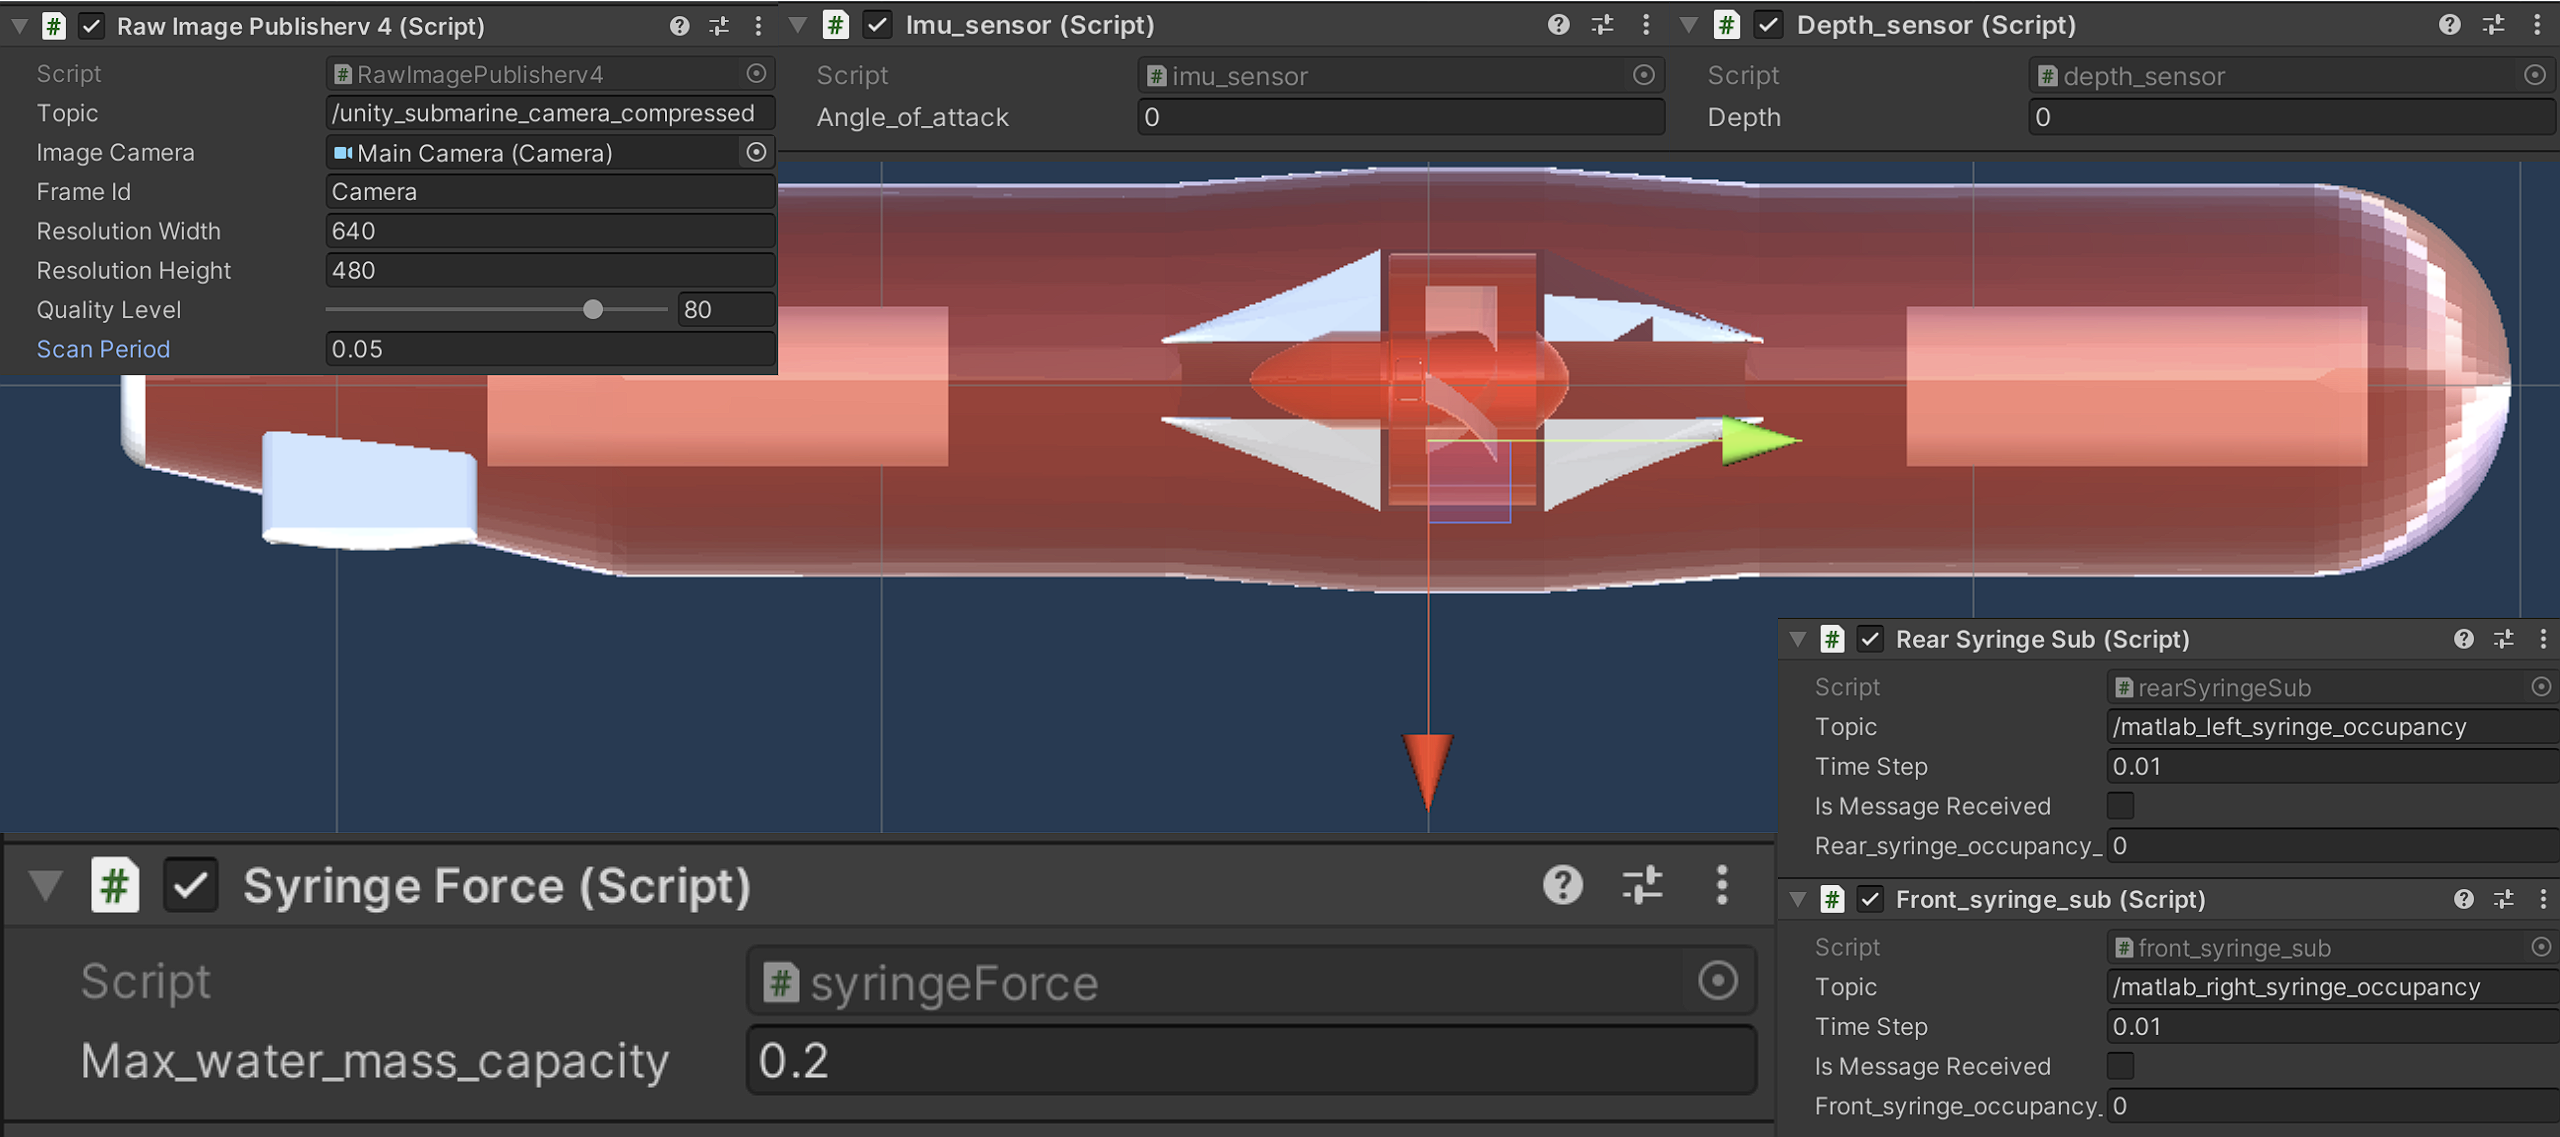 Raw Image Publisherv 4 (Script)
Script
RawImagePublisherv4
Topic
/unity_submarine_camera_compressed
Image Camera
Main Camera (Camera)
Frame Id
Camera
Resolution Width
640
Resolution Height
480
Quality Level
80
Scan Period
0.05
Imu_sensor (Script)
Script
imu_sensor
Angle_of_attack
0
Depth_sensor (Script)
Script
depth_sensor
Depth
0
Rear Syringe Sub (Script)
Script
rearSyringeSub
Topic
/matlab_left_syringe_occupancy
Time Step
0.01
Is Message Received
Rear_syringe_occupancy_
0
Front_syringe_sub (Script)
Script
front_syringe_sub
Topic
/matlab_right_syringe_occupancy
Time Step
0.01
Is Message Received
Front_syringe_occupancy_
0
Syringe Force (Script)
Script
syringeForce
Max_water_mass_capacity
0.2